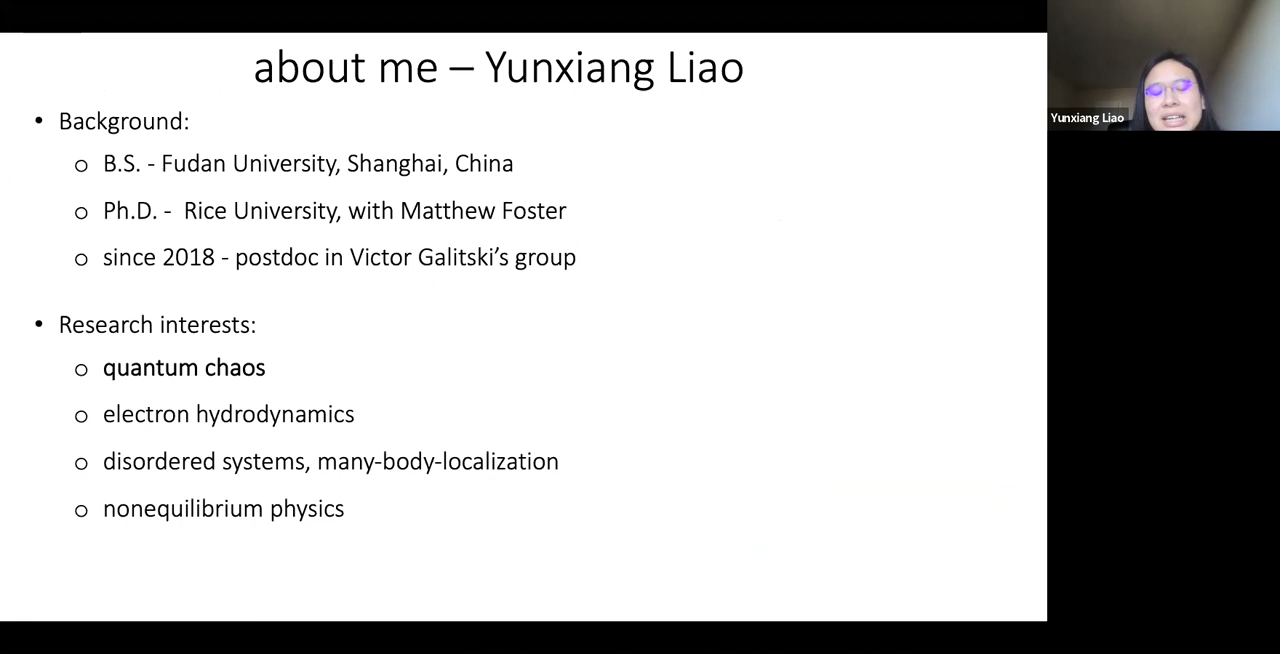 about me – Yunxiang Liao
• Background:
o B.S. - Fudan University, Shanghai, China
o Ph.D. - Rice University, with Matthew Foster
o since 2018 - postdoc in Victor Galitski’s group
• Research interests:
o quantum chaos
o electron hydrodynamics
o disordered systems, many-body-localization
o nonequilibrium physics
Yunxiang Liao